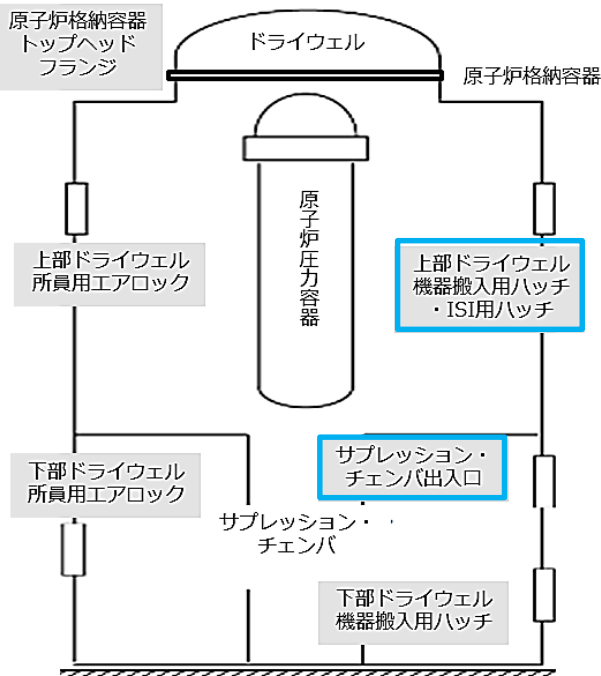 原子炉格納容器
トップヘッド
フランジ
ドライウェル
原子炉格納容器
原子炉圧力容器
上部ドライウェル
所員用エアロック
上部ドライウェル
機器搬入用ハッチ
・ISI用ハッチ
下部ドライウェル
所員用エアロック
サプレッション・
チェンバ出入口
サプレッション・
チェンバ
下部ドライウェル
機器搬入用ハッチ